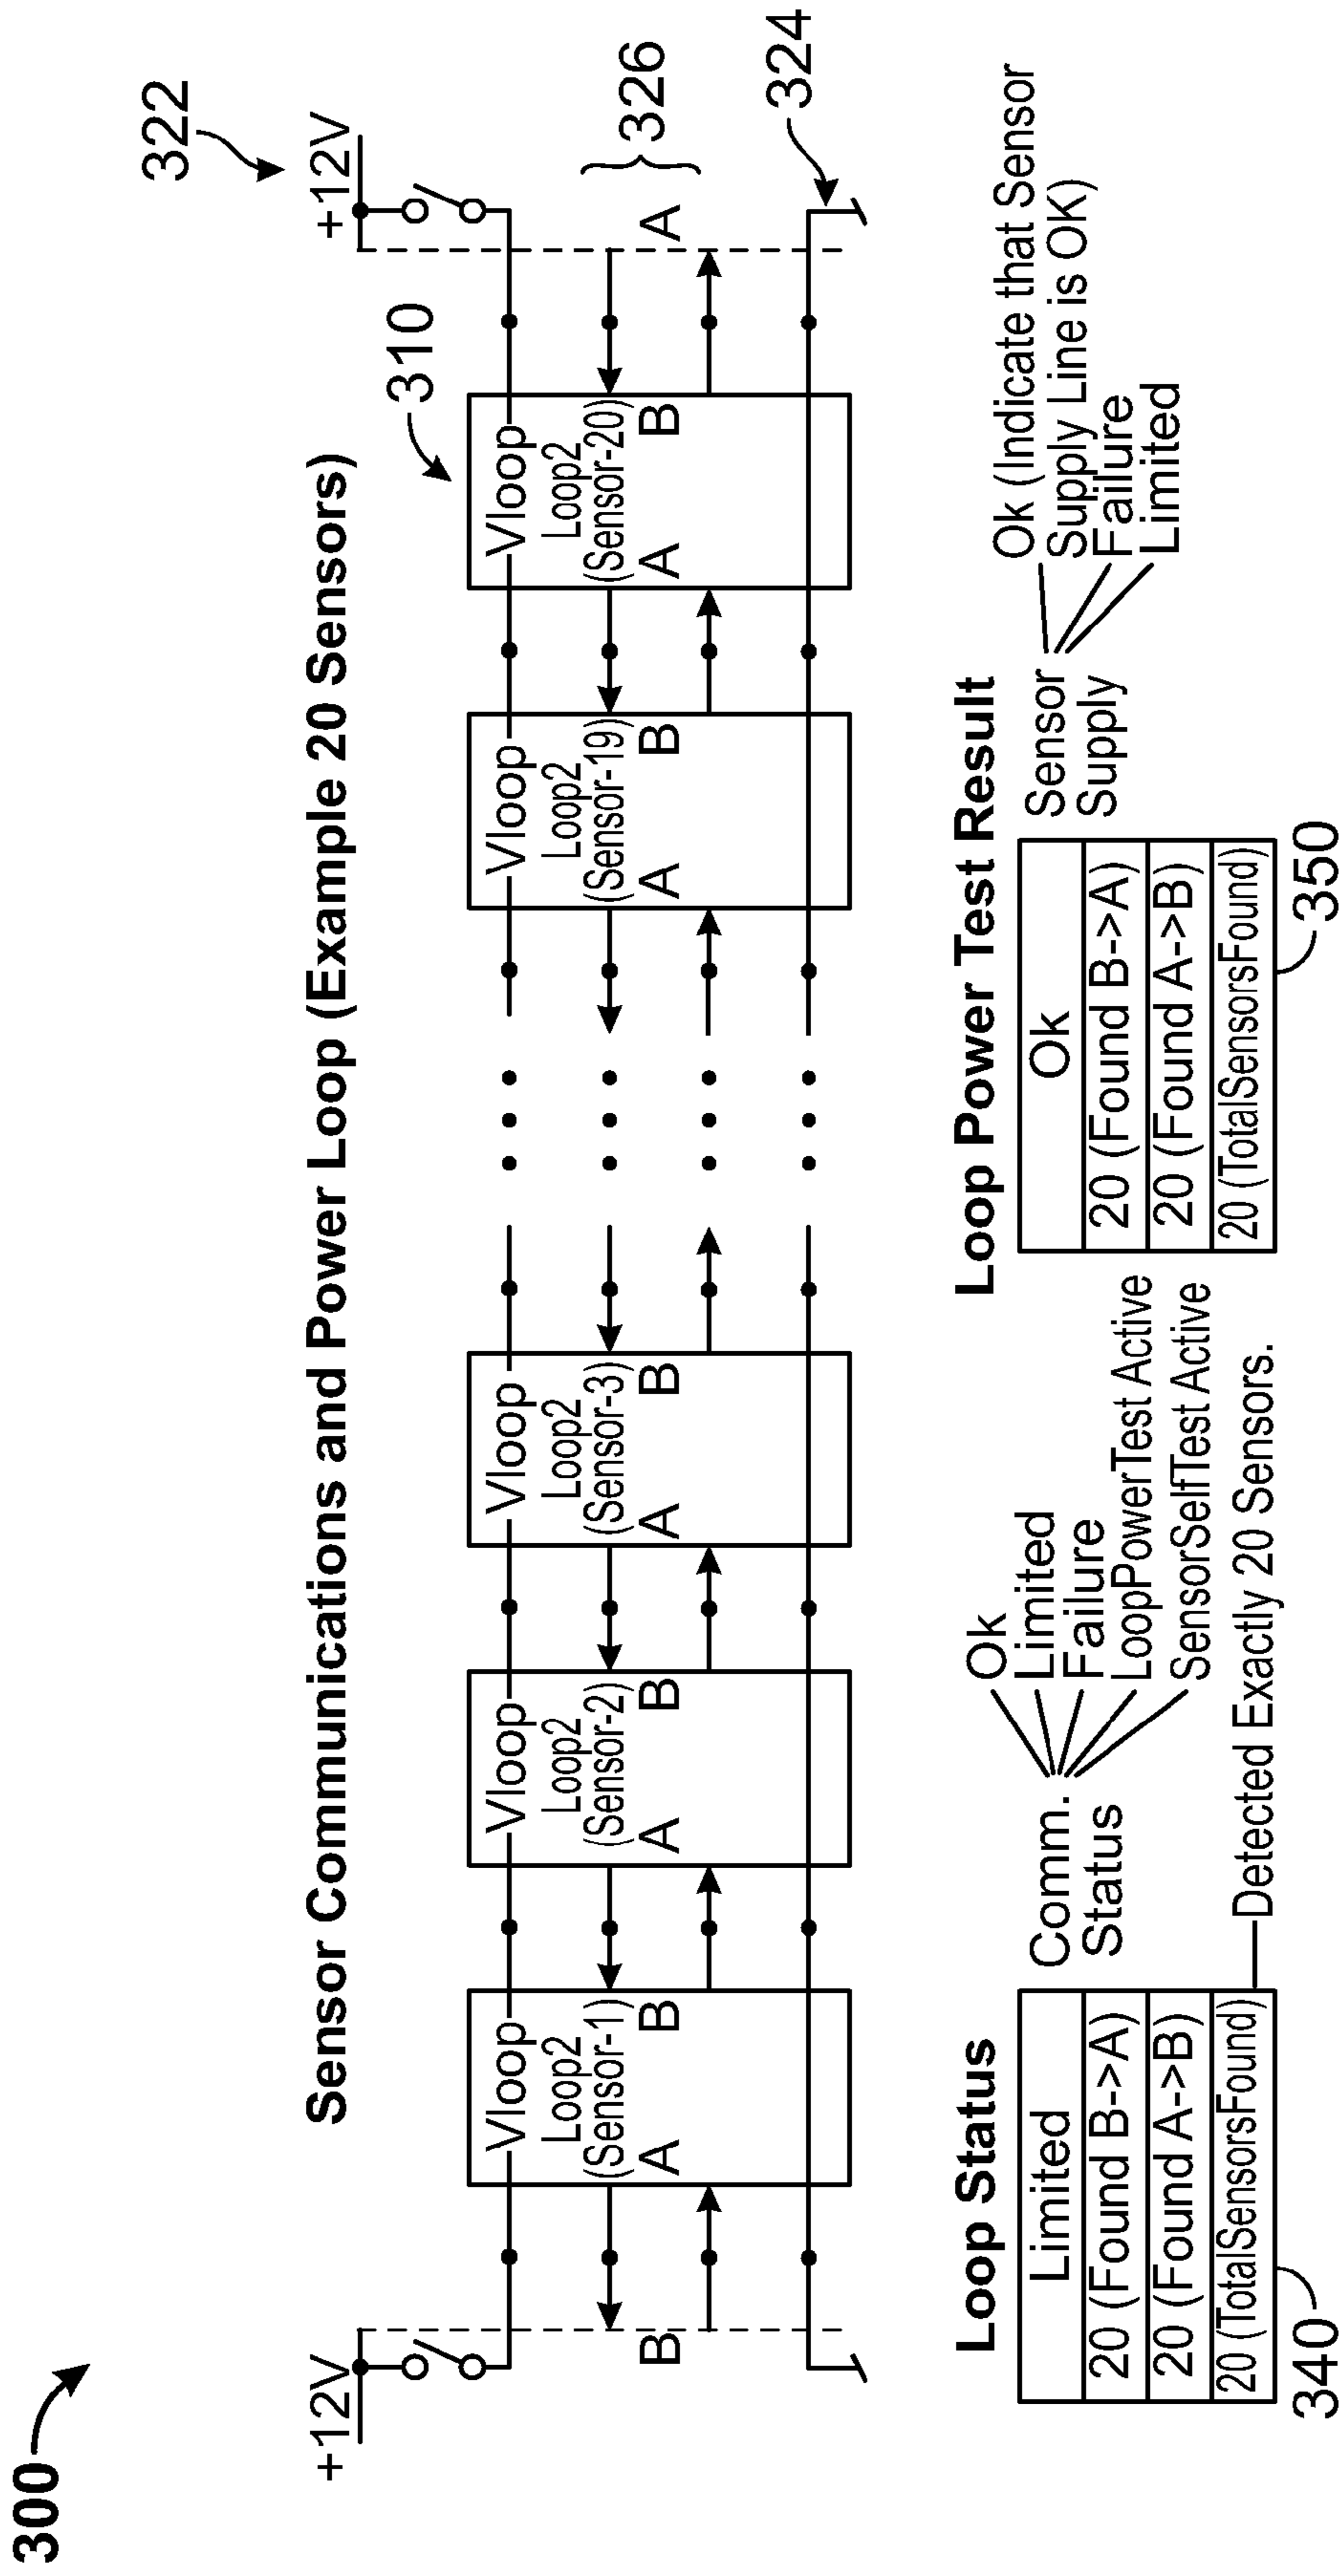 300
Sensor Communications and Power Loop (Example 20 Sensors)
322
+12V
+12V
310
326
324
B
A
Vloop
Loop2
(Sensor-1)
A
B
Vloop
Loop2
(Sensor-2)
A
B
Vloop
Loop2
(Sensor-3)
A
B
Vloop
Loop2
(Sensor-19)
A
B
Vloop
Loop2
(Sensor-20)
A
B
Loop Status
Limited
20 (Found B->A)
20 (Found A->B)
20 (TotalSensorsFound)
340
Comm.
Status
Ok
Limited
Failure
LoopPowerTest Active
SensorSelfTest Active
Detected Exactly 20 Sensors.
Loop Power Test Result
Ok
20 (Found B->A)
20 (Found A->B)
20 (TotalSensorsFound)
350
Sensor
Supply
Ok (Indicate that Sensor
Supply Line is OK)
Failure
Limited